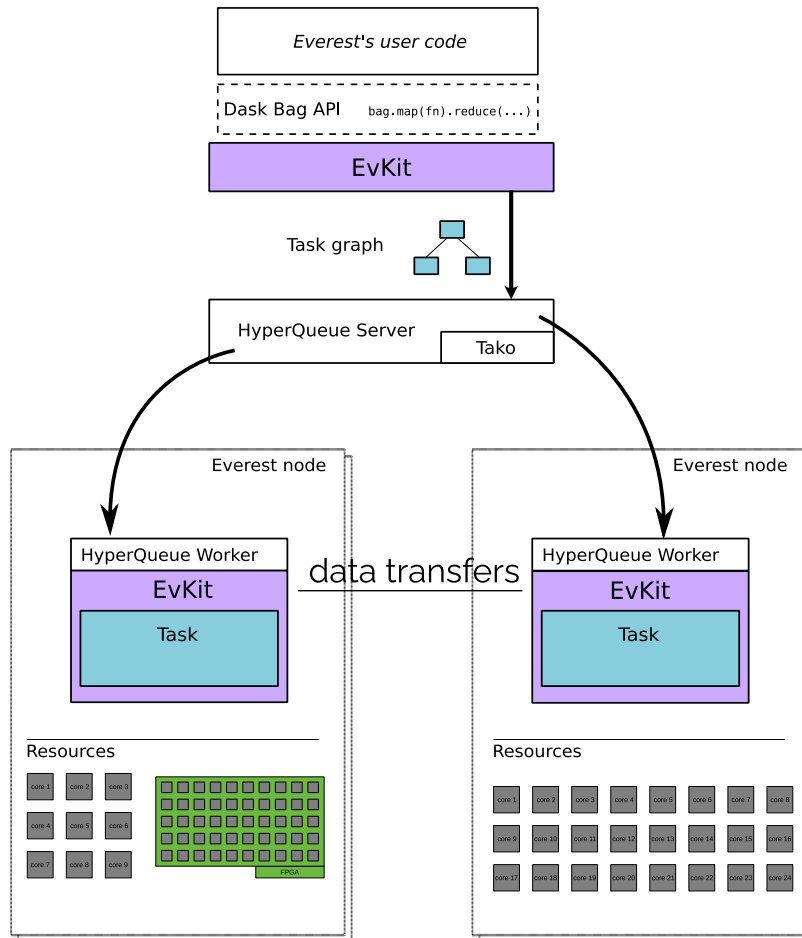 Everest's user code
Dask Bag API bag.map(fn).reduce(...)
EvKit
Task graph
HyperQueue Server
Tako
Everest node
HyperQueue Worker
EvKit
Task
Resources
core 1 core 2 core 3
core 4 core 5 core 6
core 7 core 8 core 9
FPGA
data transfers
Everest node
HyperQueue Worker
EvKit
Task
Resources
core 1 core 2 core 3 core 4 core 5 core 6 core 7 core 8
core 9 core 10 core 11 core 12 core 13 core 14 core 15 core 16
core 17 core 18 core 19 core 20 core 21 core 22 core 23 core 24